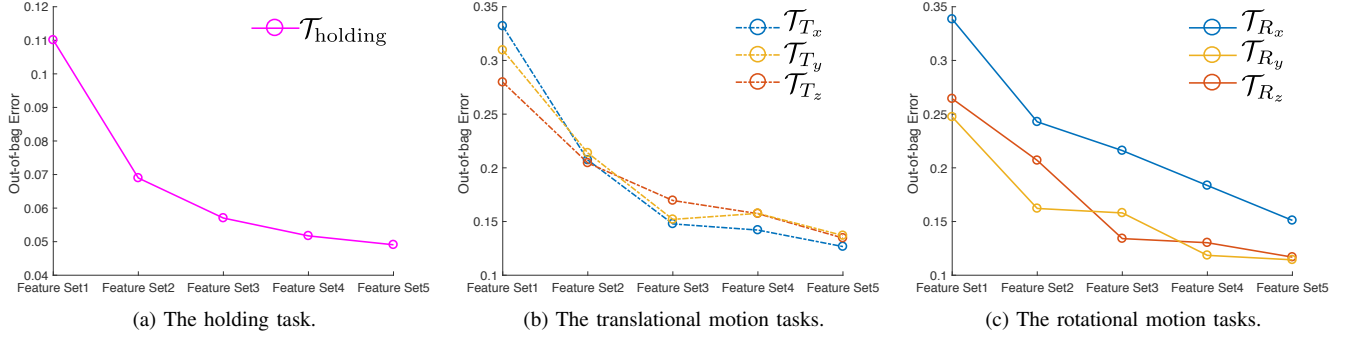 0.12
0.11
0.1
0.09
0.08
0.07
0.06
0.05
0.04
Out-of-bag Error
𝒯holding
Feature Set1 Feature Set2 Feature Set3 Feature Set4 Feature Set5
(a) The holding task.
0.35
0.3
0.25
0.2
0.15
0.1
Out-of-bag Error
𝒯Tx
𝒯Ty
𝒯Tz
Feature Set1 Feature Set2 Feature Set3 Feature Set4 Feature Set5
(b) The translational motion tasks.
0.35
0.3
0.25
0.2
0.15
0.1
Out-of-bag Error
𝒯Rx
𝒯Ry
𝒯Rz
Feature Set1 Feature Set2 Feature Set3 Feature Set4 Feature Set5
(c) The rotational motion tasks.